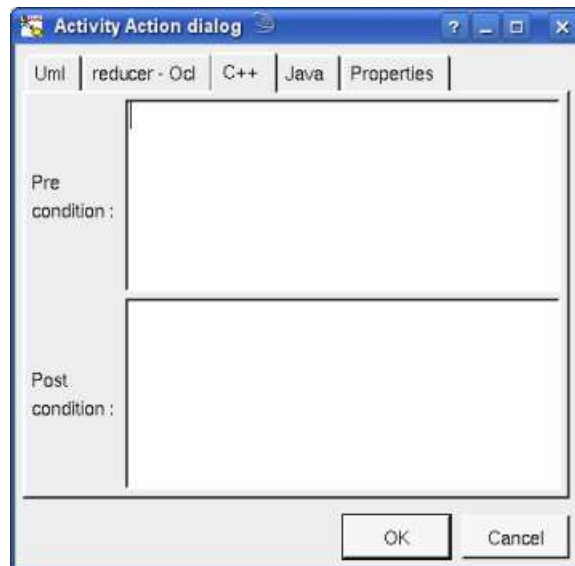 Activity Action dialog
Uml reducer - Ocl C++ Java Properties
Pre
condition :
Post
condition :
OK Cancel